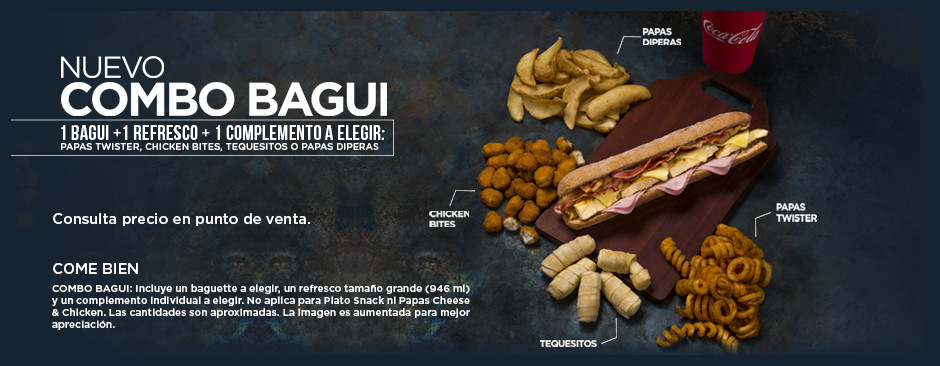 NUEVO
COMBO BAGUI
1 BAGUI +1 REFRESCO + 1 COMPLEMENTO A ELEGIR:
PAPAS TWISTER, CHICKEN BITES, TEQUESITOS O PAPAS DIPERAS
Consulta precio en punto de venta.
COME BIEN
COMBO BAGUI: Incluye un baguette a elegir, un refresco tamaño grande (946 ml)
y un complemento individual a elegir. No aplica para Plato Snack ni Papas Cheese
& Chicken. Las cantidades son aproximadas. La imagen es aumentada para mejor
apreciación.
PAPAS
DIPERAS
Coca-Cola
CHICKEN
BITES
PAPAS
TWISTER
TEQUESITOS